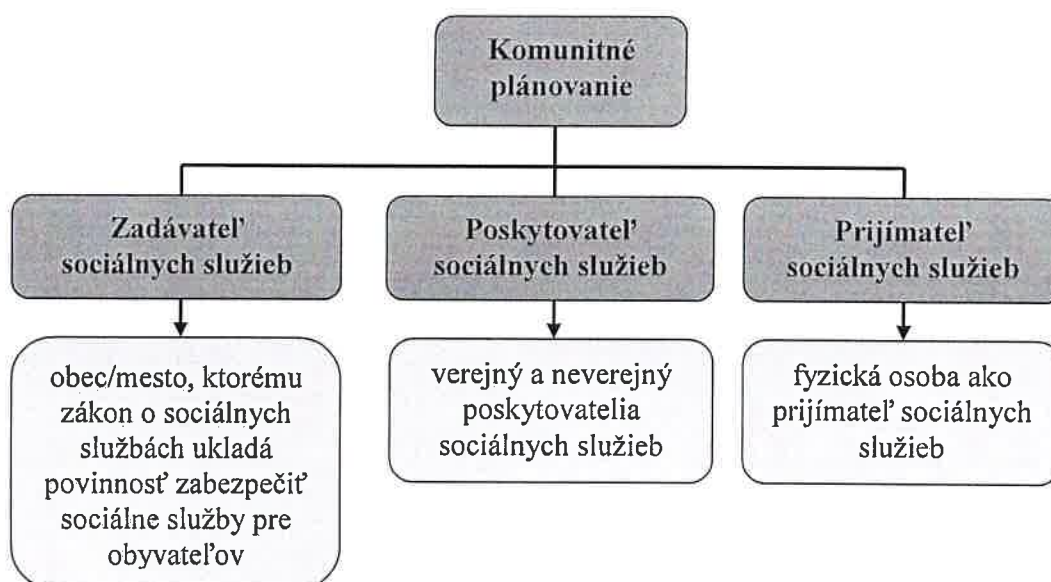 Komunitné
plánovanie
Zadávateľ
sociálnych služieb
Poskytovateľ
sociálnych služieb
Prijímateľ
sociálnych služieb
obec/mesto, ktorému
zákon o sociálnych
službách ukladá
povinnosť zabezpečiť
sociálne služby pre
obyvateľov
verejný a neverejný
poskytovatelia
sociálnych služieb
fyzická osoba ako
prijímateľ sociálnych
služieb